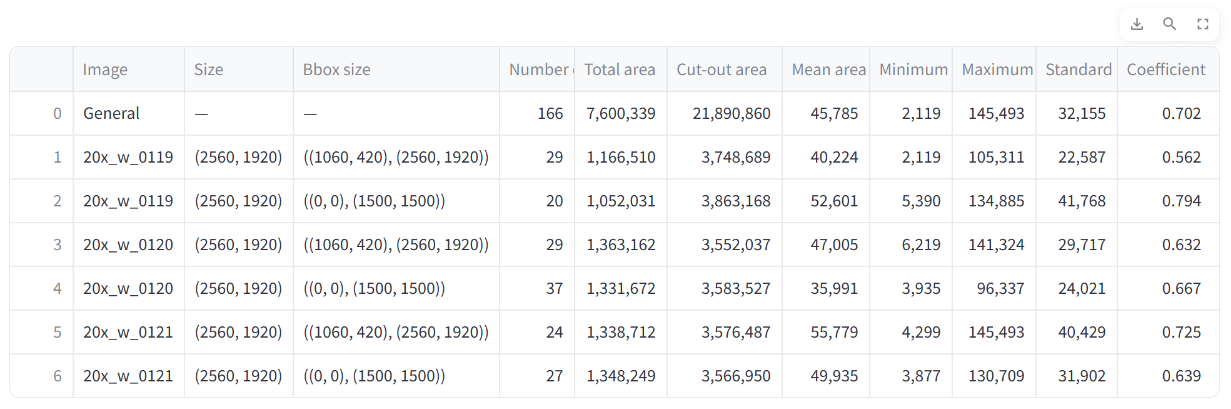 Image Size Bbox size Number Total area Cut-out area Mean area Minimum Maximum Standard Coefficient
0 General — — 166 7,600,339 21,890,860 45,785 2,119 145,493 32,155 0.702
1 20x_w_0119 (2560, 1920) ((1060, 420), (2560, 1920)) 29 1,166,510 3,748,689 40,224 2,119 105,311 22,587 0.562
2 20x_w_0119 (2560, 1920) ((0, 0), (1500, 1500)) 20 1,052,031 3,863,168 52,601 5,390 134,885 41,768 0.794
3 20x_w_0120 (2560, 1920) ((1060, 420), (2560, 1920)) 29 1,363,162 3,552,037 47,005 6,219 141,324 29,717 0.632
4 20x_w_0120 (2560, 1920) ((0, 0), (1500, 1500)) 37 1,331,672 3,583,527 35,991 3,935 96,337 24,021 0.667
5 20x_w_0121 (2560, 1920) ((1060, 420), (2560, 1920)) 24 1,338,712 3,576,487 55,779 4,299 145,493 40,429 0.725
6 20x_w_0121 (2560, 1920) ((0, 0), (1500, 1500)) 27 1,348,249 3,566,950 49,935 3,877 130,709 31,902 0.639